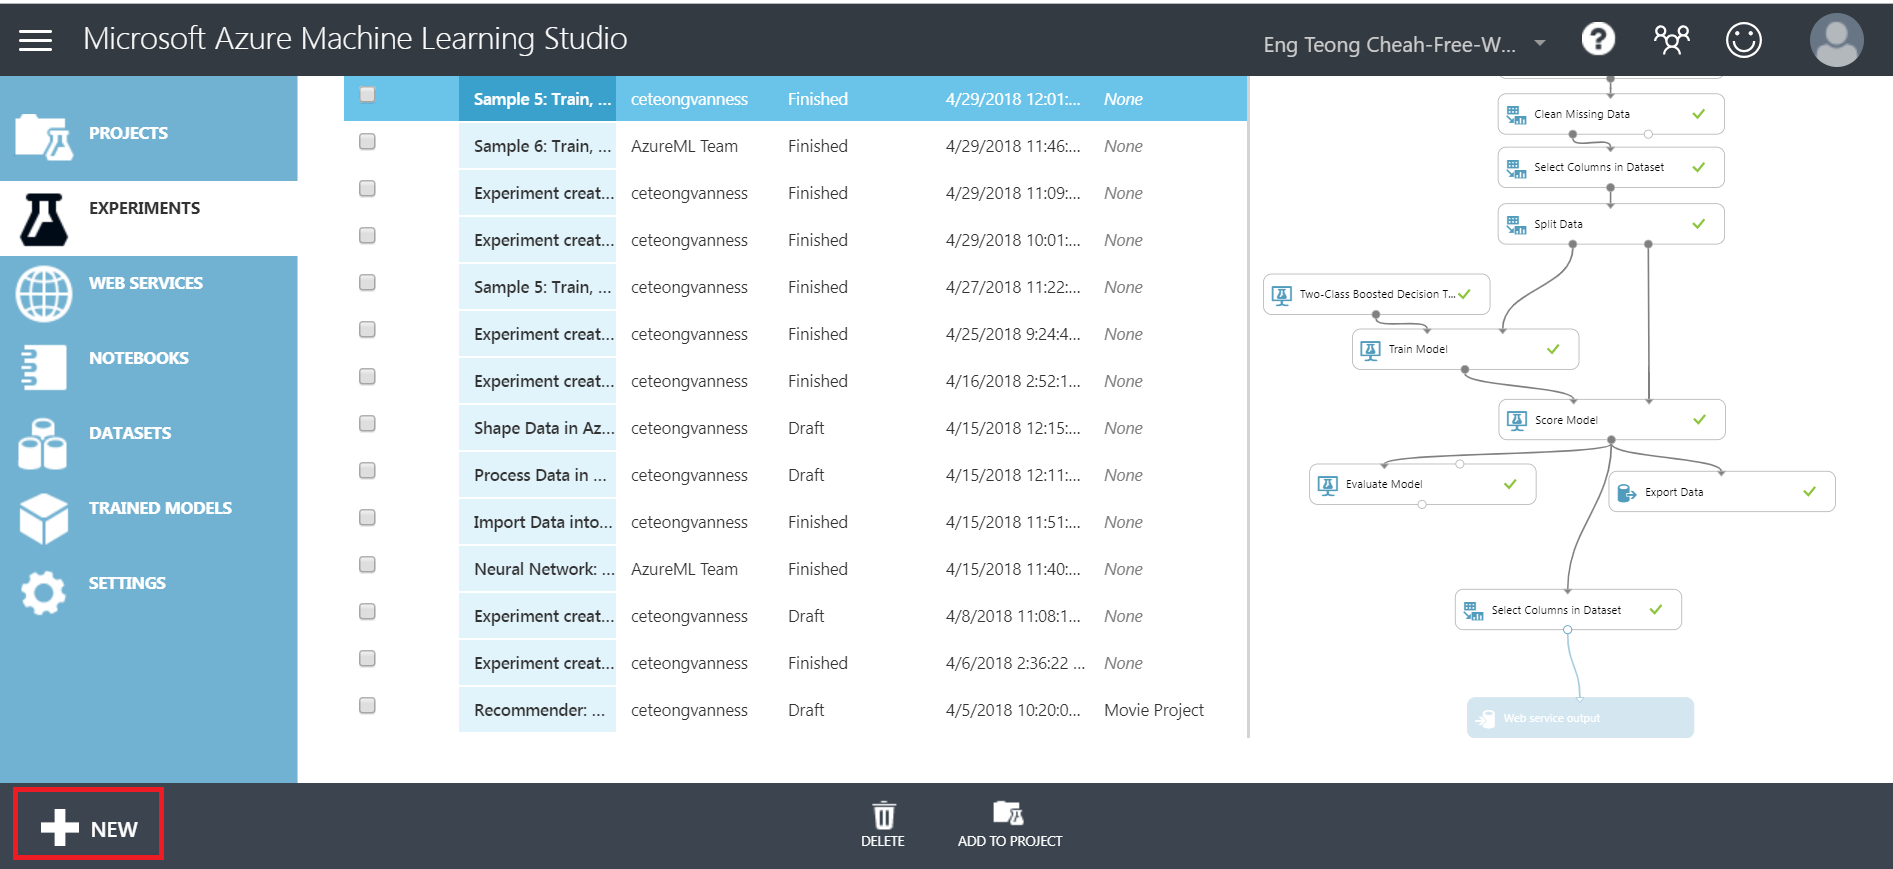 Microsoft Azure Machine Learning Studio
Eng Teong Cheah-Free-W...
?
PROJECTS
EXPERIMENTS
WEB SERVICES
NOTEBOOKS
DATASETS
TRAINED MODELS
SETTINGS
Sample 5: Train, ... ceteongvanness Finished 4/29/2018 12:01:... None
Sample 6: Train, ... AzureML Team Finished 4/29/2018 11:46:... None
Experiment creat... ceteongvanness Finished 4/29/2018 11:09:... None
Experiment creat... ceteongvanness Finished 4/29/2018 10:01:... None
Sample 5: Train, ... ceteongvanness Finished 4/27/2018 11:22:... None
Experiment creat... ceteongvanness Finished 4/25/2018 9:24:4... None
Experiment creat... ceteongvanness Finished 4/16/2018 2:52:1... None
Shape Data in Az... ceteongvanness Draft 4/15/2018 12:15:... None
Process Data in ... ceteongvanness Draft 4/15/2018 12:11:... None
Import Data into... ceteongvanness Finished 4/15/2018 11:51:... None
Neural Network: ... AzureML Team Finished 4/15/2018 11:40:... None
Experiment creat... ceteongvanness Draft 4/8/2018 11:08:1... None
Experiment creat... ceteongvanness Finished 4/6/2018 2:36:22 ... None
Recommender: ... ceteongvanness Draft 4/5/2018 10:20:0... Movie Project
Clean Missing Data
Select Columns in Dataset
Split Data
Two-Class Boosted Decision T...
Train Model
Score Model
Evaluate Model
Export Data
Select Columns in Dataset
Web service output
NEW
DELETE
ADD TO PROJECT